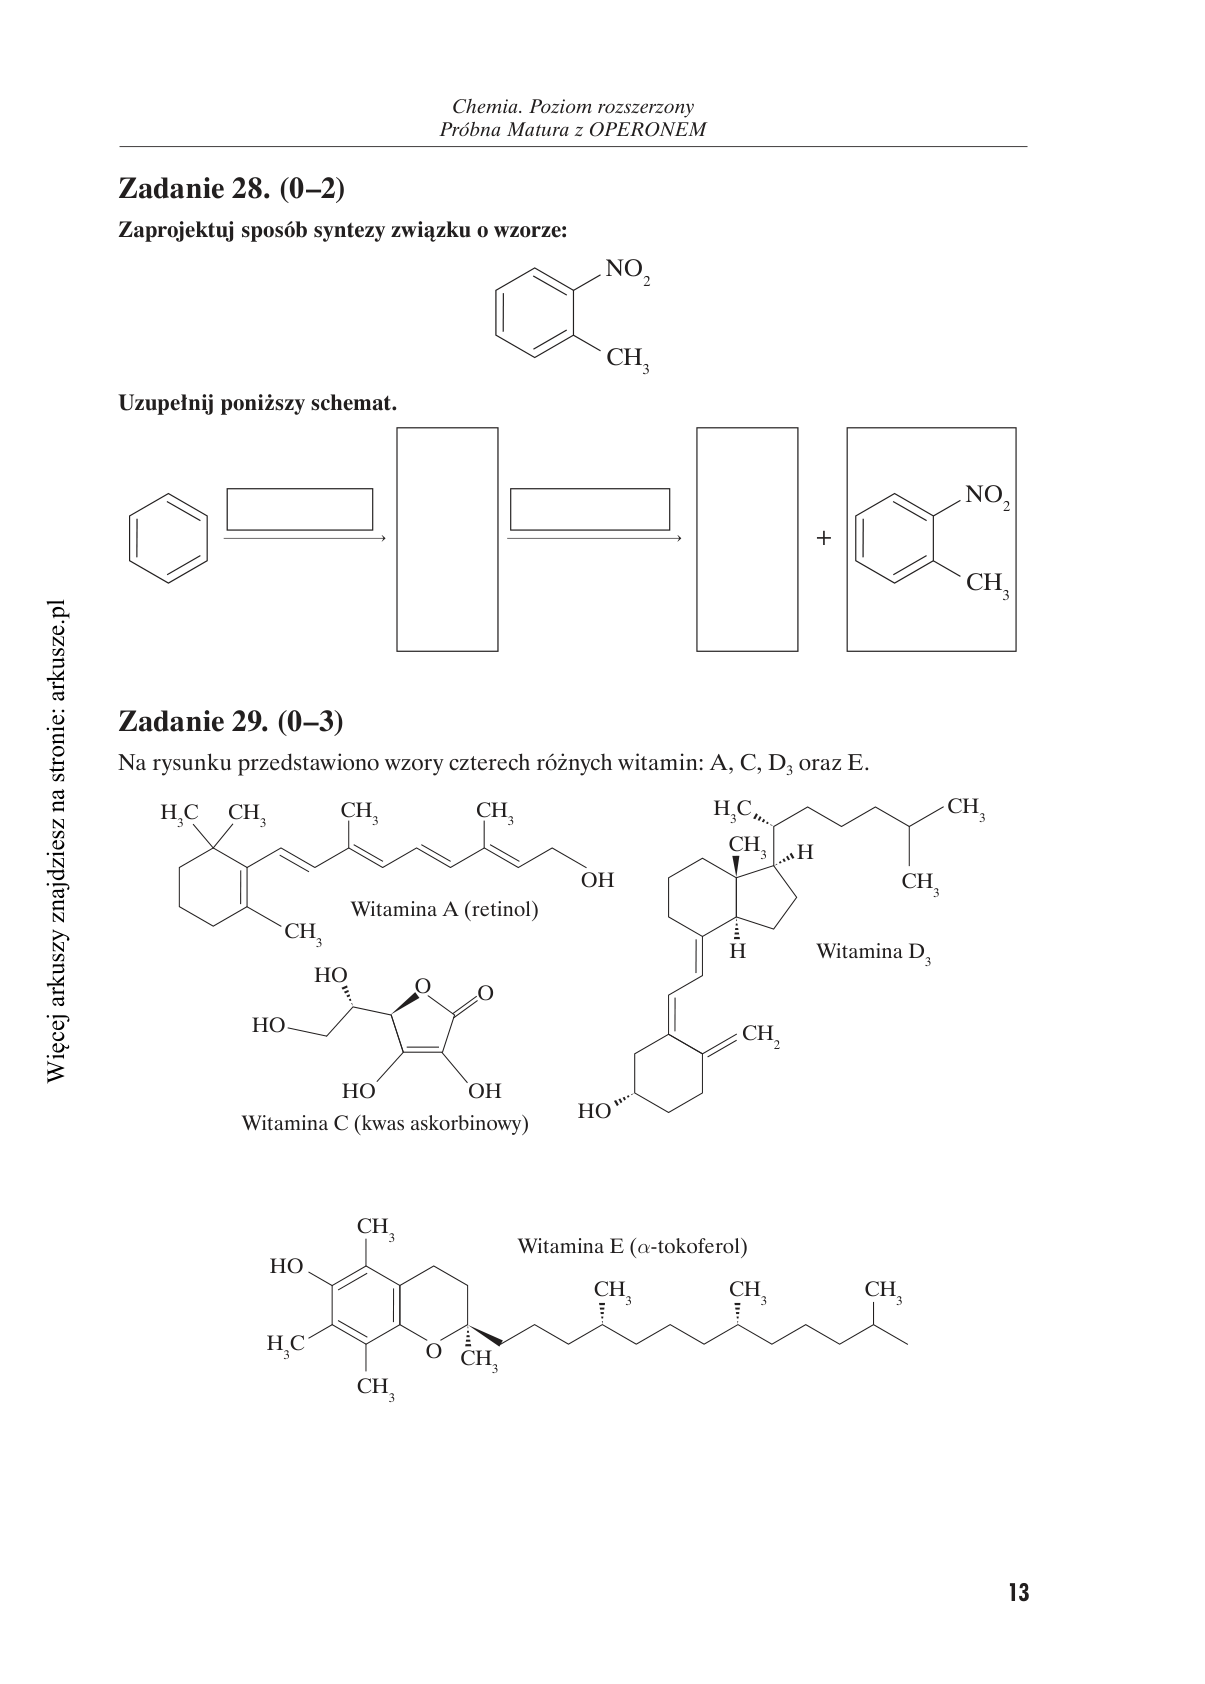 Chemia. Poziom rozszerzony
Próbna Matura z OPERONEM
Zadanie 28. (0–2)
Zaprojektuj sposób syntezy związku o wzorze:
NO2
CH3
Uzupełnij poniższy schemat.
+
NO2
CH3
Zadanie 29. (0–3)
Na rysunku przedstawiono wzory czterech różnych witamin: A, C, D3 oraz E.
H3C CH3 CH3 CH3
OH
CH3
Witamina A (retinol)
H3C CH3
CH3 H
CH3
H
Witamina D3
CH2
HO
HO O O
HO
HO OH
Witamina C (kwas askorbinowy)
CH3
Witamina E (α-tokoferol)
HO
CH3 CH3 CH3
H3C O CH3
CH3
13
Więcej arkuszy znajdziesz na stronie: arkusze.pl